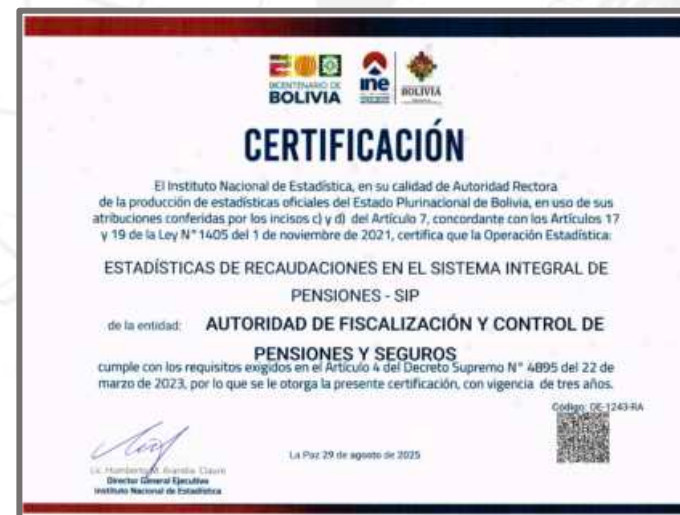 BICENTENARIO DE
BOLIVIA
ine
BOLIVIA
CERTIFICACIÓN
El Instituto Nacional de Estadística, en su calidad de Autoridad Rectora
de la producción de estadísticas oficiales del Estado Plurinacional de Bolivia, en uso de sus
atribuciones conferidas por los incisos c) y d) del Artículo 7, concordante con los Artículos 17
y 19 de la Ley N° 1405 del 1 de noviembre de 2021, certifica que la Operación Estadística:
ESTADÍSTICAS DE RECAUDACIONES EN EL SISTEMA INTEGRAL DE
PENSIONES - SIP
de la entidad: AUTORIDAD DE FISCALIZACIÓN Y CONTROL DE
PENSIONES Y SEGUROS
cumple con los requisitos exigidos en el Artículo 4 del Decreto Supremo N° 4895 del 22 de
marzo de 2023, por lo que se le otorga la presente certificación, con vigencia de tres años.
Código: OE-1243-RA
La Paz 29 de agosto de 2025
Lic. Humberto
Director General Ejecutivo
Instituto Nacional de Estadística